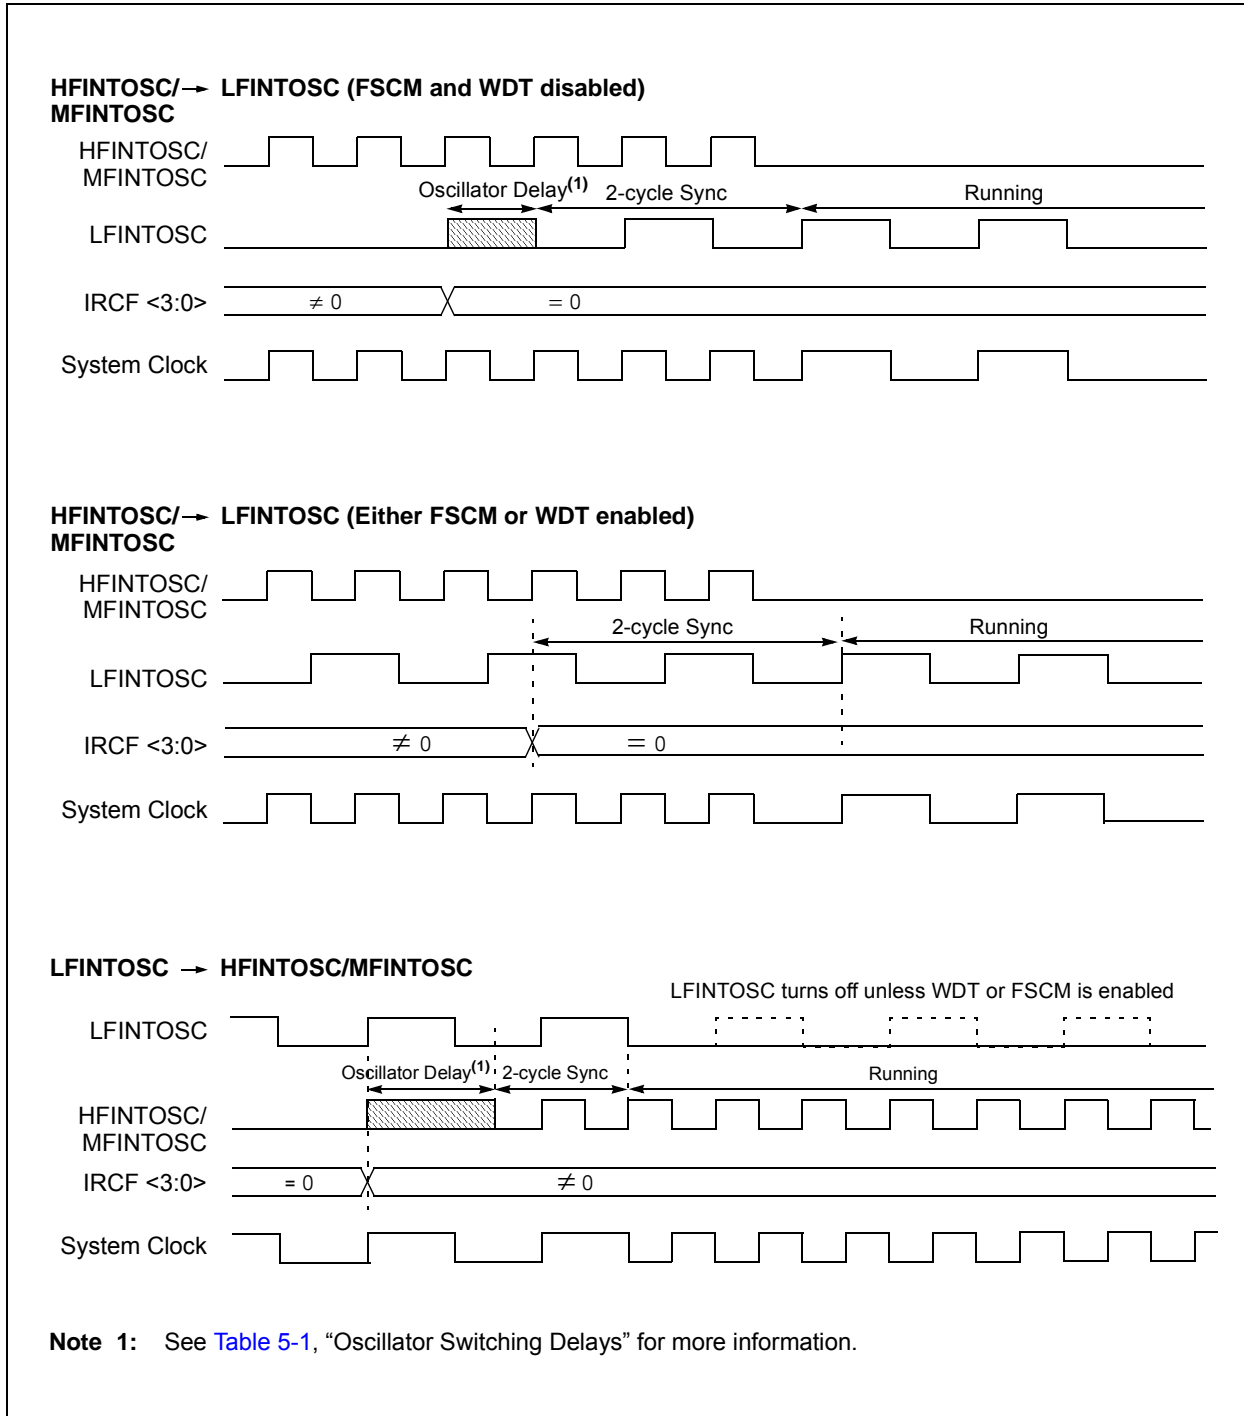 HFINTOSC/→ LFINTOSC (FSCM and WDT disabled)
MFINTOSC
HFINTOSC/
MFINTOSC
Oscillator Delay(1) 2-cycle Sync Running
LFINTOSC
IRCF <3:0> ≠ 0 = 0
System Clock
HFINTOSC/→ LFINTOSC (Either FSCM or WDT enabled)
MFINTOSC
HFINTOSC/
MFINTOSC
2-cycle Sync Running
LFINTOSC
IRCF <3:0> ≠ 0 = 0
System Clock
LFINTOSC → HFINTOSC/MFINTOSC
LFINTOSC turns off unless WDT or FSCM is enabled
LFINTOSC
Oscillator Delay(1) 2-cycle Sync Running
HFINTOSC/
MFINTOSC
IRCF <3:0> = 0 ≠ 0
System Clock
Note 1: See Table 5-1, “Oscillator Switching Delays” for more information.